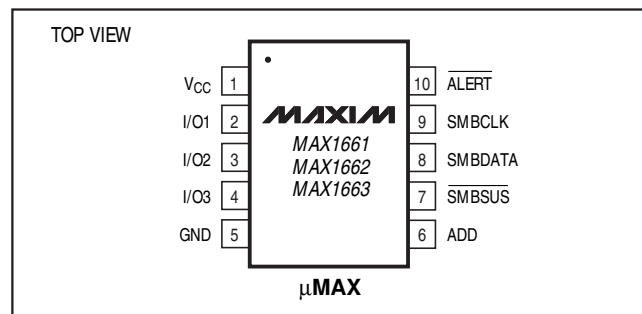 TOP VIEW
VCC 1
I/O1 2
I/O2 3
I/O3 4
GND 5
MAXIM
MAX1661
MAX1662
MAX1663
10 ALERT
9 SMBCLK
8 SMBDATA
7 SMBSUS
6 ADD
μMAX